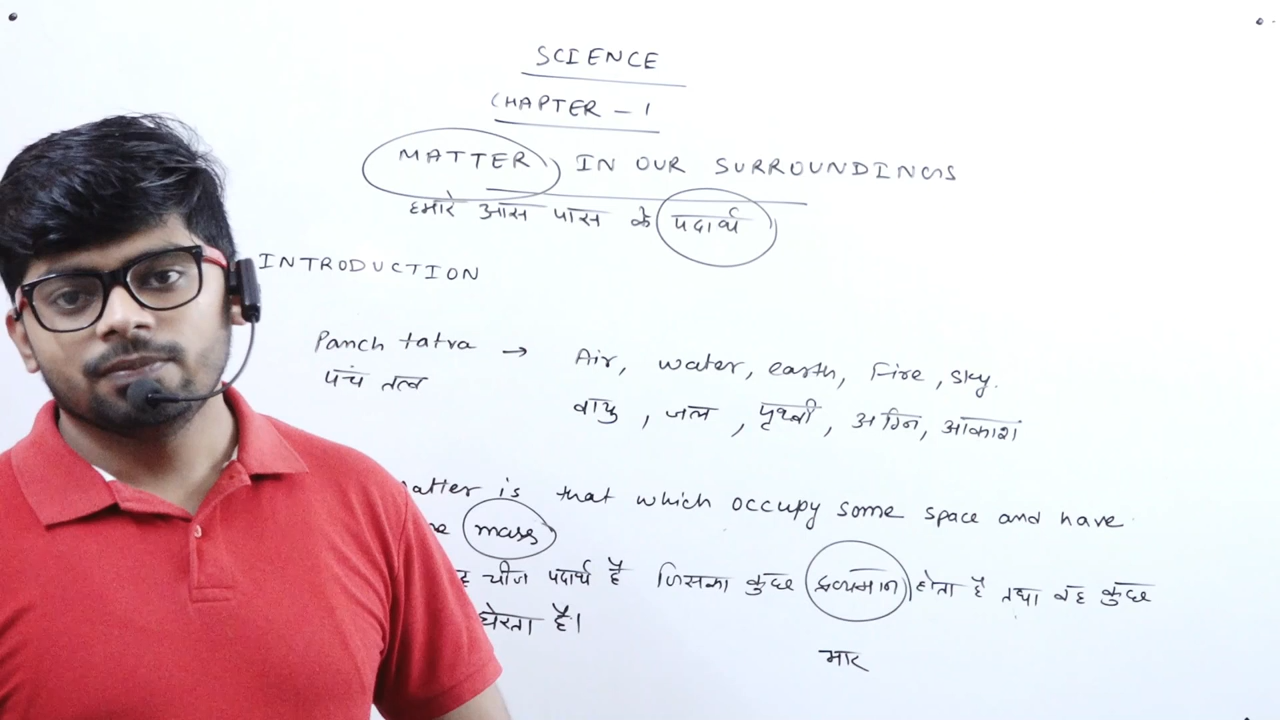 SCIENCE
CHAPTER - 1
MATTER IN OUR SURROUNDINGS
हमारे आस पास के पदार्थ
INTRODUCTION
Panch tatva → Air, water, earth, Fire, sky.
पंच तत्व वायु, जल, पृथ्वी, अग्नि, आकाश
atter is that which occupy some space and have
mass
चीज पदार्थ है जिसका कुछ द्रव्यमान होता है तथा वह कुछ
घेरता है।
भार